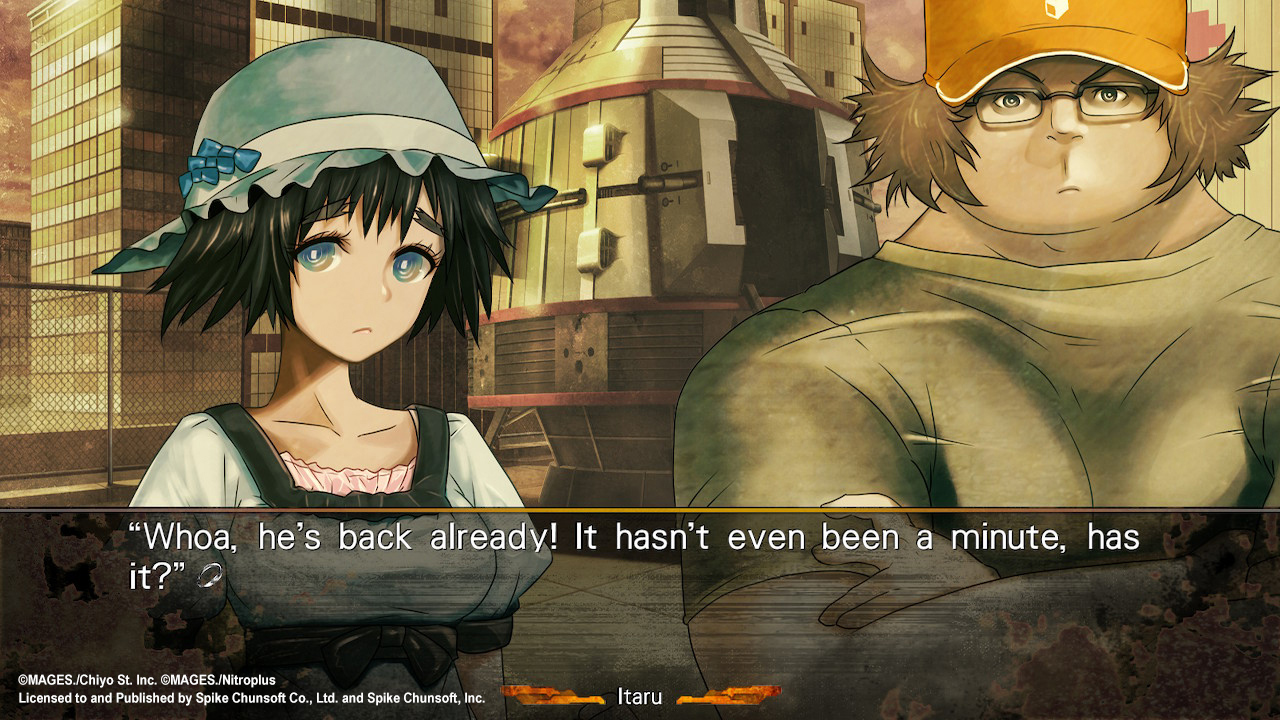 “Whoa, he’s back already! It hasn’t even been a minute, has
it?”
©MAGES./Chiyo St. Inc. ©MAGES./Nitroplus
Licensed to and Published by Spike Chunsoft Co., Ltd. and Spike Chunsoft, Inc.
Itaru